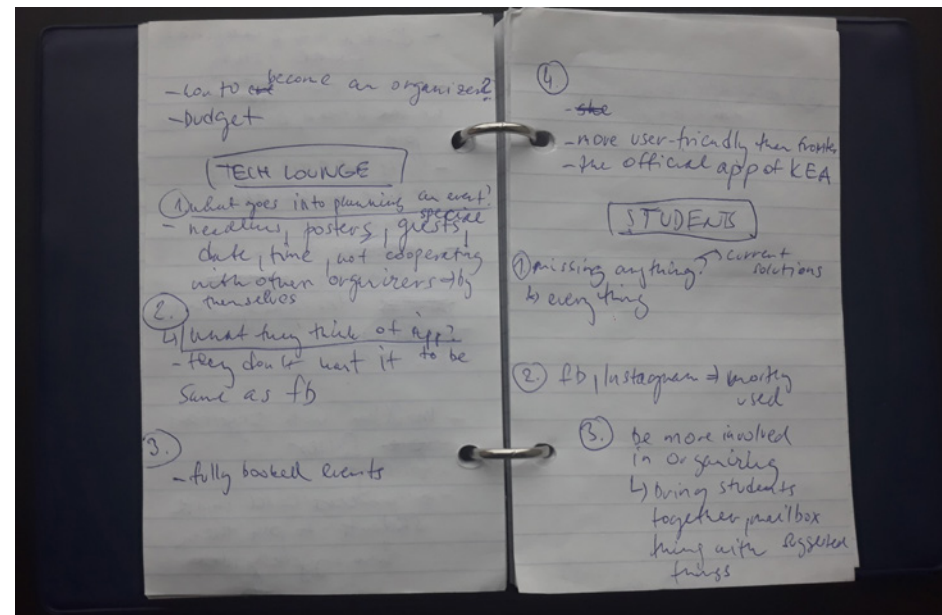 - how to become an organizer?
- budget
TECH LOUNGE
1 what goes into planning an event?
- headlines, posters, special guests,
date, time, not cooperating
with other organizers → by
themselves
2.
↳ What they think of app?
- they don't want it to be
same as fb
3.
- fully booked events
4.
- more user-friendly then fronter
- the official app of KEA
STUDENTS
1 missing anything? → current solutions
↳ everything
2. fb, Instagram ⇒ mostly
used
3. be more involved
in organizing
↳ bring students
together, mailbox
thing with suggested
things